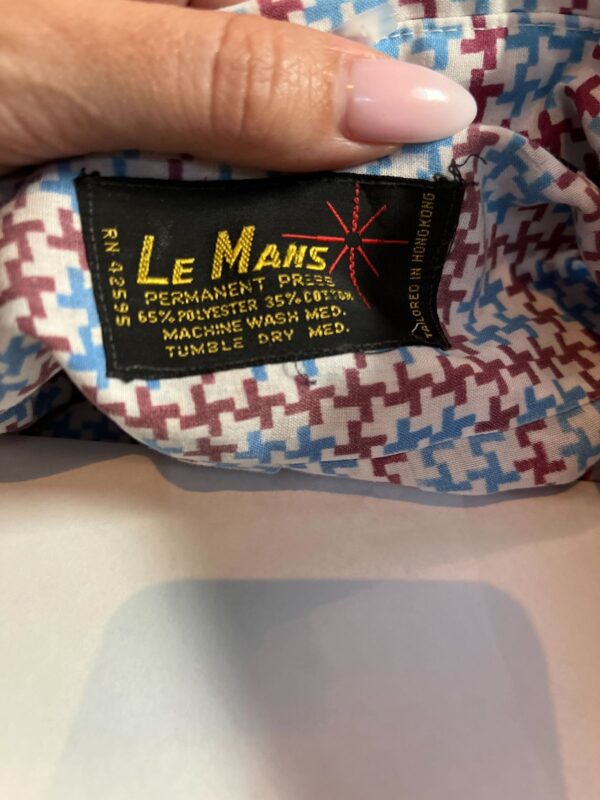 RN 42595
LE MANS
PERMANENT PRESS
65% POLYESTER 35% COTTON
MACHINE WASH MED.
TUMBLE DRY MED.
TAILORED IN HONG KONG